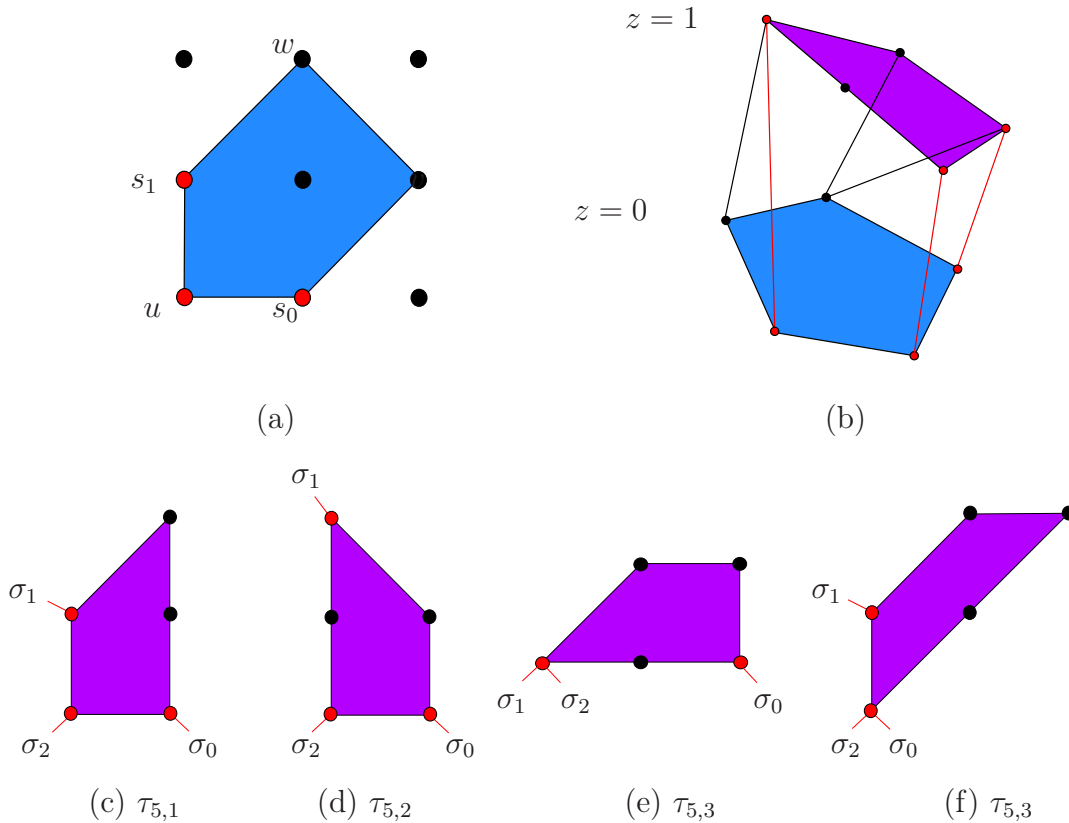 w
z = 1
s₁
z = 0
u
s₀
(a)
(b)
σ₁
σ₂
σ₀
σ₁
σ₂
σ₀
σ₁
σ₂
σ₀
σ₁
σ₂
σ₀
(c) τ₅,₁
(d) τ₅,₂
(e) τ₅,₃
(f) τ₅,₃